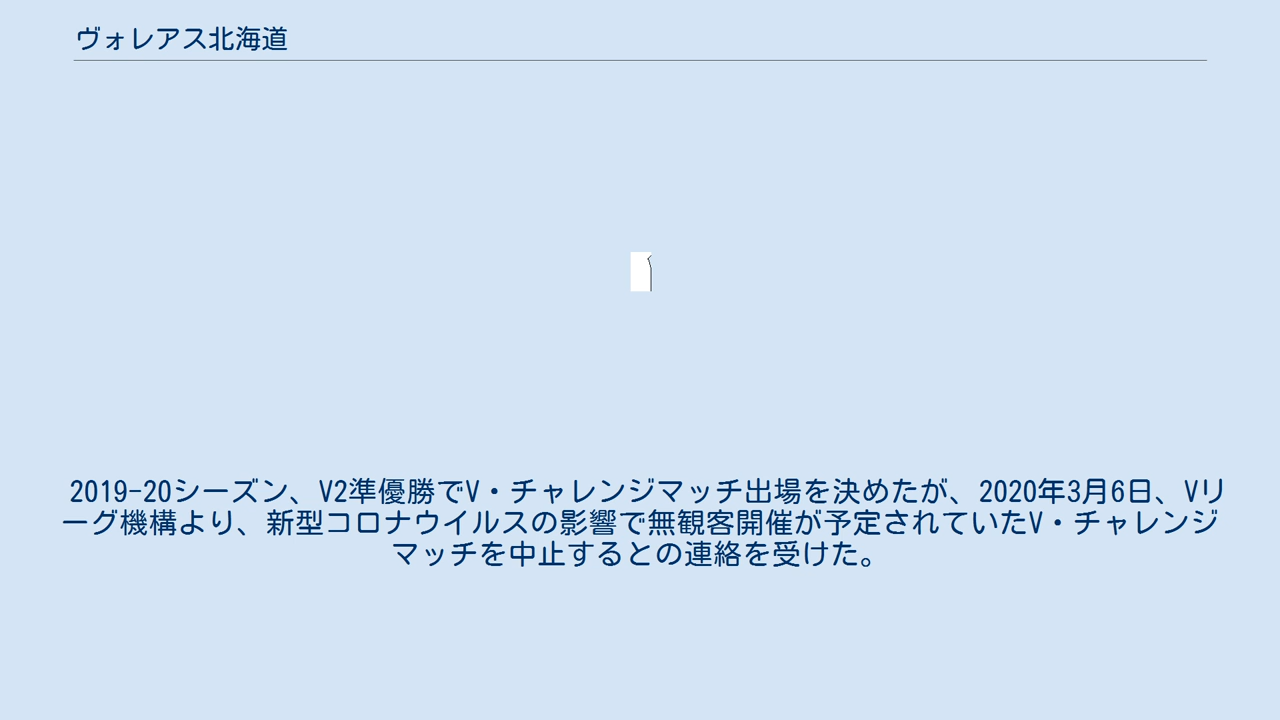 ヴォレアス北海道
2019-20シーズン、V2準優勝でV・チャレンジマッチ出場を決めたが、2020年3月6日、Vリ
ーグ機構より、新型コロナウイルスの影響で無観客開催が予定されていたV・チャレンジ
マッチを中止するとの連絡を受けた。